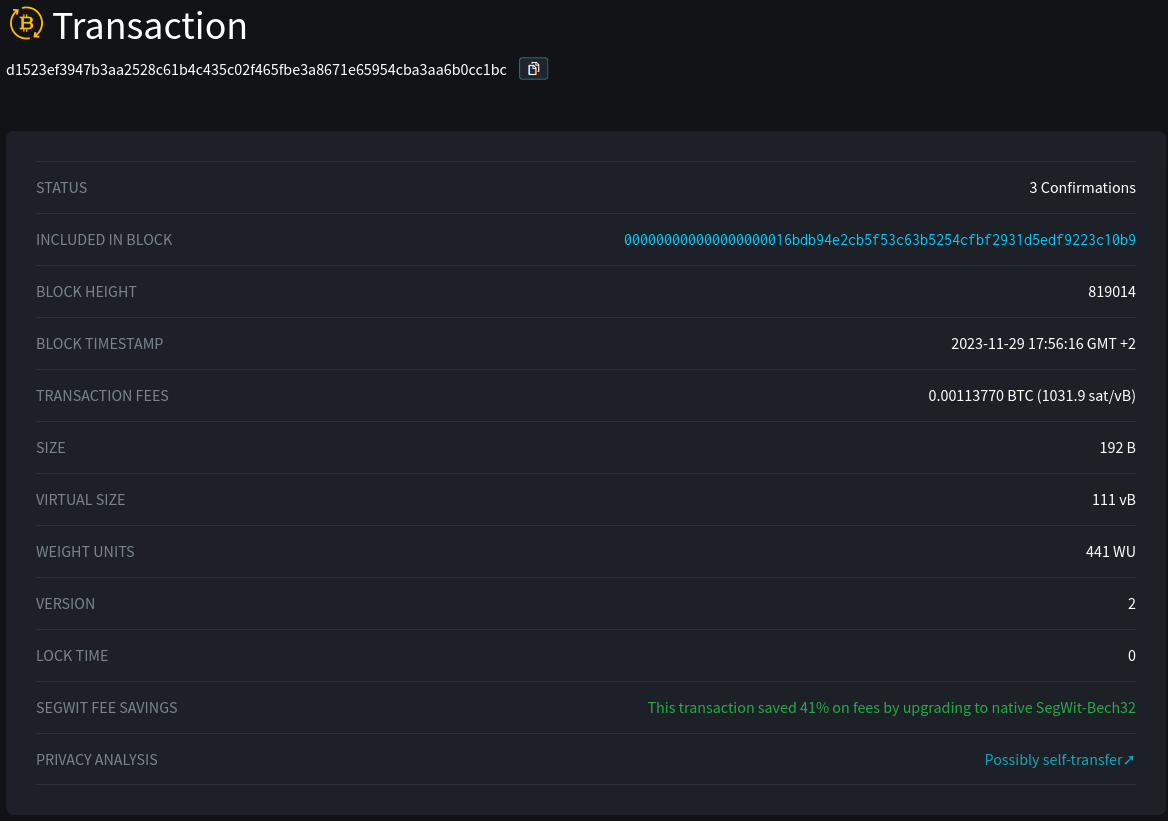 Transaction
d1523ef3947b3aa2528c61b4c435c02f465fbe3a8671e65954cba3aa6b0cc1bc
STATUS 3 Confirmations
INCLUDED IN BLOCK 00000000000000000016bdb94e2cb5f53c63b5254cfbf2931d5edf9223c10b9
BLOCK HEIGHT 819014
BLOCK TIMESTAMP 2023-11-29 17:56:16 GMT +2
TRANSACTION FEES 0.00113770 BTC (1031.9 sat/vB)
SIZE 192 B
VIRTUAL SIZE 111 vB
WEIGHT UNITS 441 WU
VERSION 2
LOCK TIME 0
SEGWIT FEE SAVINGS This transaction saved 41% on fees by upgrading to native SegWit-Bech32
PRIVACY ANALYSIS Possibly self-transfer↗